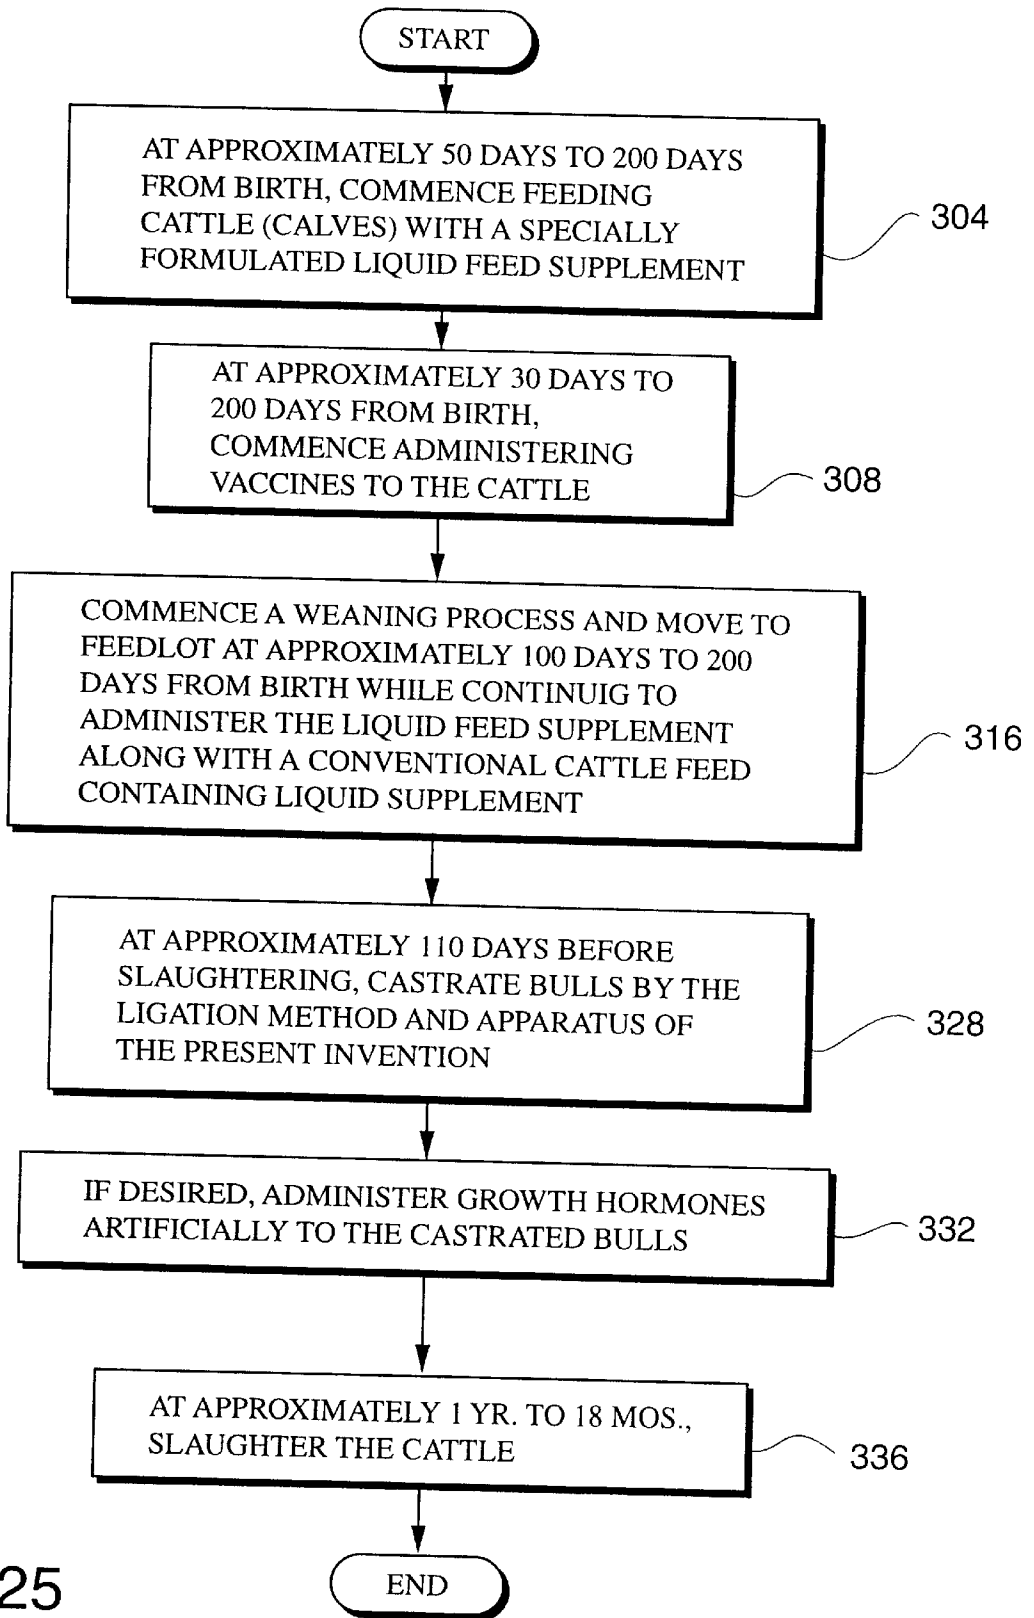 START
AT APPROXIMATELY 50 DAYS TO 200 DAYS
FROM BIRTH, COMMENCE FEEDING
CATTLE (CALVES) WITH A SPECIALLY
FORMULATED LIQUID FEED SUPPLEMENT
304
AT APPROXIMATELY 30 DAYS TO
200 DAYS FROM BIRTH,
COMMENCE ADMINISTERING
VACCINES TO THE CATTLE
308
COMMENCE A WEANING PROCESS AND MOVE TO
FEEDLOT AT APPROXIMATELY 100 DAYS TO 200
DAYS FROM BIRTH WHILE CONTINUIG TO
ADMINISTER THE LIQUID FEED SUPPLEMENT
ALONG WITH A CONVENTIONAL CATTLE FEED
CONTAINING LIQUID SUPPLEMENT
316
AT APPROXIMATELY 110 DAYS BEFORE
SLAUGHTERING, CASTRATE BULLS BY THE
LIGATION METHOD AND APPARATUS OF
THE PRESENT INVENTION
328
IF DESIRED, ADMINISTER GROWTH HORMONES
ARTIFICIALLY TO THE CASTRATED BULLS
332
AT APPROXIMATELY 1 YR. TO 18 MOS.,
SLAUGHTER THE CATTLE
336
END
25